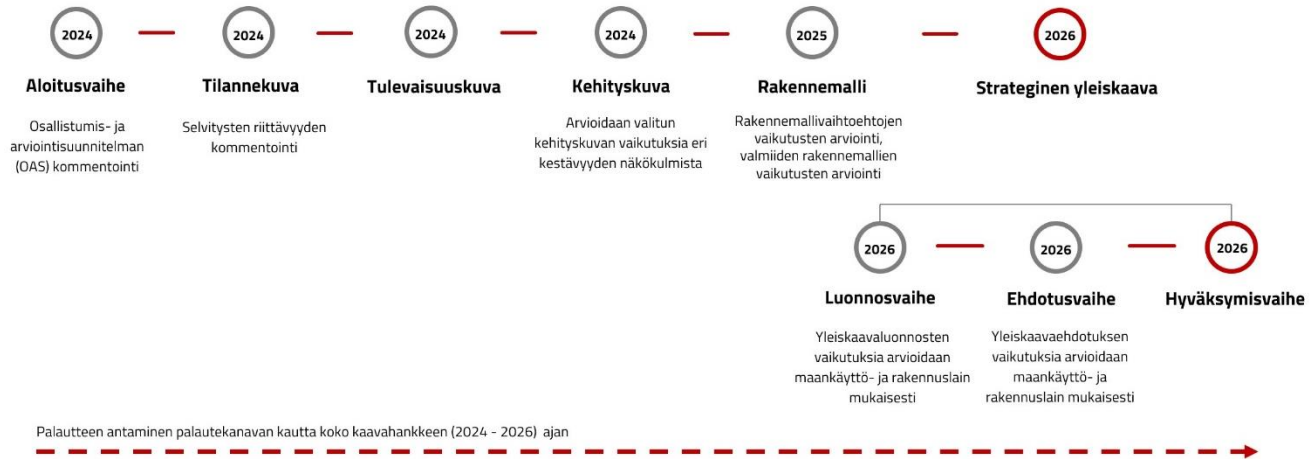 2024
Aloitusvaihe
Osallistumis- ja
arviointisuunnitelman
(OAS) kommentointi
2024
Tilannekuva
Selvitysten riittävyyden
kommentointi
2024
Tulevaisuuskuva
2024
Kehityskuva
Arvioidaan valitun
kehityskuvan vaikutuksia eri
kestävyyden näkökulmista
2025
Rakennemalli
Rakennemallivaihtoehtojen
vaikutusten arviointi,
valmiiden rakennemallien
vaikutusten arviointi
2026
Strateginen yleiskaava
2026
Luonnosvaihe
Yleiskaavaluonnosten
vaikutuksia arvioidaan
maankäyttö- ja rakennuslain
mukaisesti
2026
Ehdotusvaihe
Yleiskaavaehdotuksen
vaikutuksia arvioidaan
maankäyttö- ja
rakennuslain mukaisesti
2026
Hyväksymisvaihe
Palautteen antaminen palautekanavan kautta koko kaavahankkeen (2024 - 2026) ajan